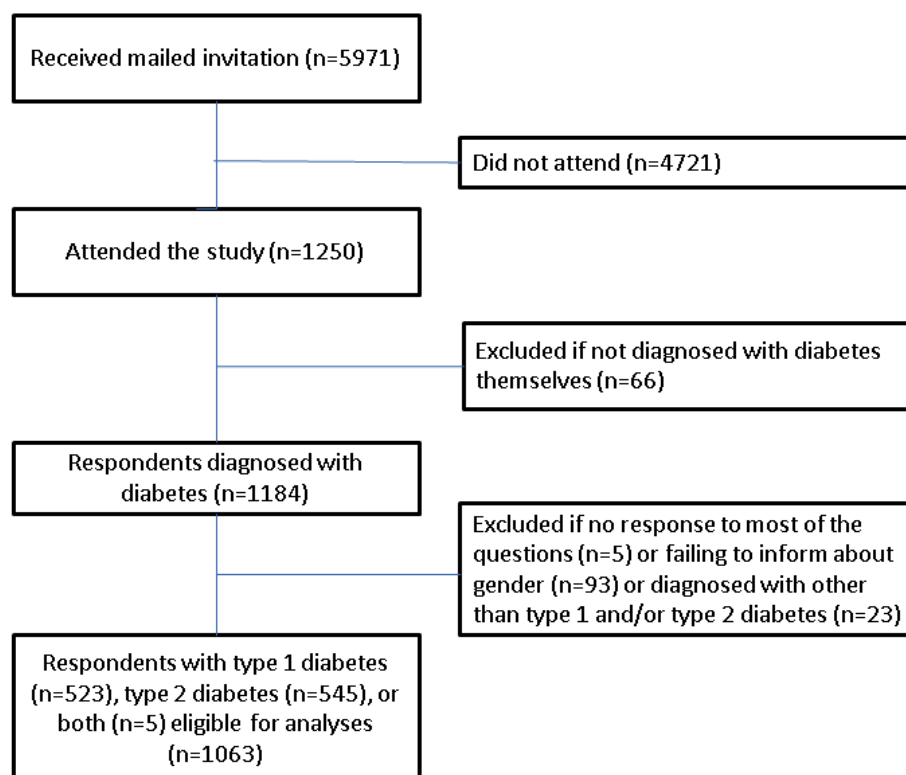 Received mailed invitation (n=5971)
Did not attend (n=4721)
Attended the study (n=1250)
Excluded if not diagnosed with diabetes
themselves (n=66)
Respondents diagnosed with
diabetes (n=1184)
Excluded if no response to most of the
questions (n=5) or failing to inform about
gender (n=93) or diagnosed with other
than type 1 and/or type 2 diabetes (n=23)
Respondents with type 1 diabetes
(n=523), type 2 diabetes (n=545), or
both (n=5) eligible for analyses
(n=1063)